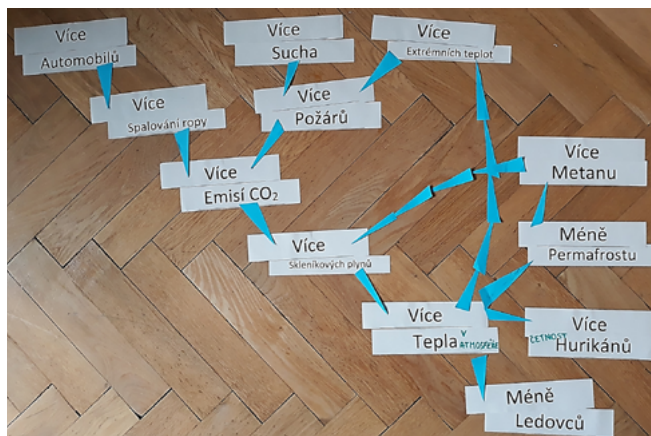 Více
Automobilů
Více
Sucha
Více
Extrémních teplot
Více
Spalování ropy
Více
Požárů
Více
Metanu
Více
Emisí CO₂
Méně
Permafrostu
Více
Skleníkových plynů
Více
Tepla V ATMOSFÉŘE
Více
ČETNOST Hurikánů
Méně
Ledovců